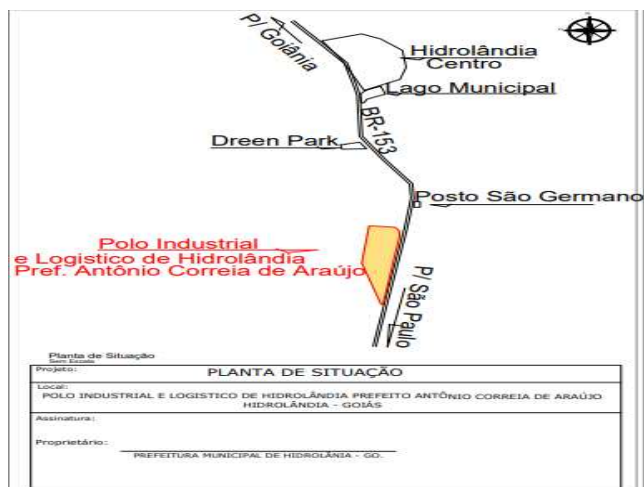 P/ Goiânia
Hidrolândia
Centro
Lago Municipal
BR-153
Dreen Park
Posto São Germano
Polo Industrial
e Logistico de Hidrolândia
Pref. Antônio Correia de Araújo
P/ São Paulo
Planta de Situação
Sem Escala
Projeto:
PLANTA DE SITUAÇÃO
Local:
POLO INDUSTRIAL E LOGISTICO DE HIDROLÂNDIA PREFEITO ANTÔNIO CORREIA DE ARAÚJO
HIDROLÂNDIA - GOIÁS
Assinatura:
Proprietário:
PREFEITURA MUNICIPAL DE HIDROLÂNIA - GO.